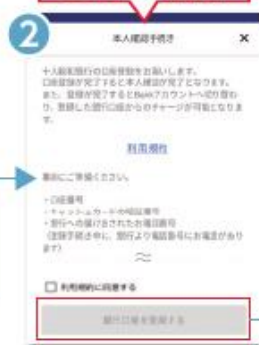 2
本人確認手続き ×
十八親和銀行の口座登録をお願いします。
口座登録が完了すると本人確認が完了となります。
また、登録が完了するとBankアカウントへ切り替わ
り、登録した銀行口座からのチャージが可能となりま
す。
利用規約
事前にご準備ください。
・口座番号
・キャッシュカードの暗証番号
・銀行への届け出されたお電話番号
（登録手続き中に、銀行より電話番号にお電話があり
ます）
利用規約に同意する
銀行口座を登録する